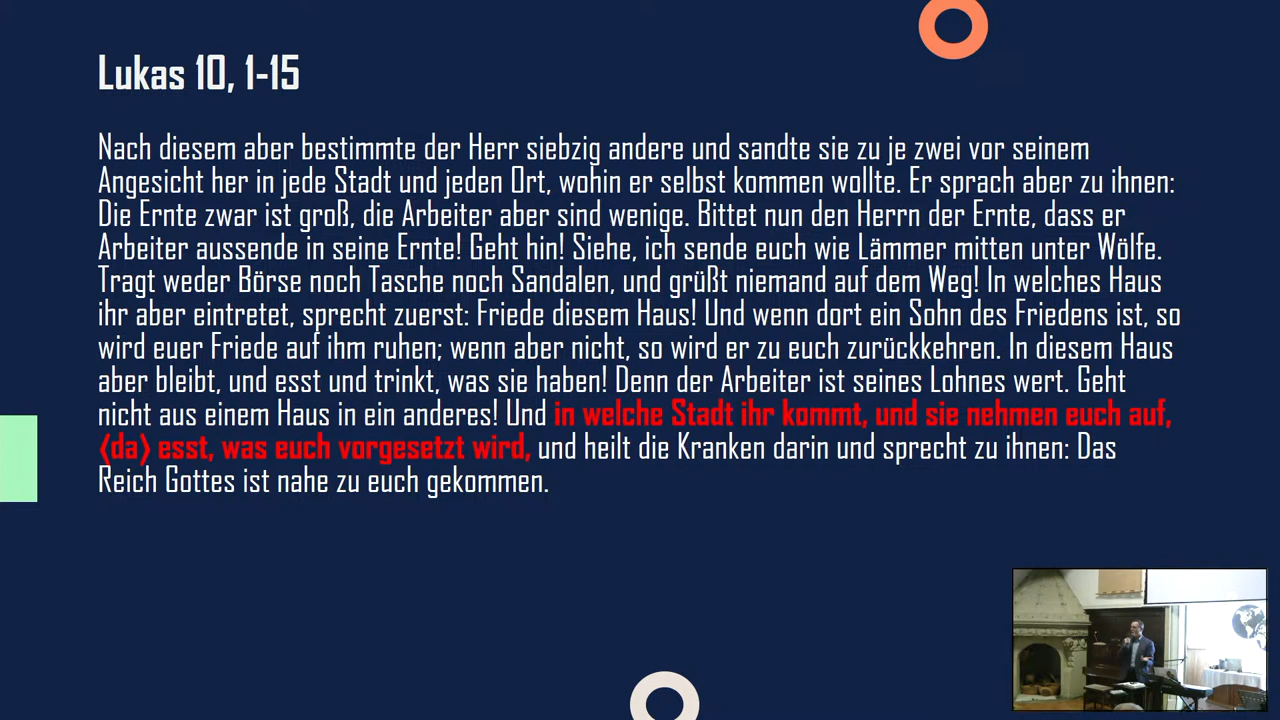 Lukas 10, 1-15
Nach diesem aber bestimmte der Herr siebzig andere und sandte sie zu je zwei vor seinem
Angesicht her in jede Stadt und jeden Ort, wohin er selbst kommen wollte. Er sprach aber zu ihnen:
Die Ernte zwar ist groß, die Arbeiter aber sind wenige. Bittet nun den Herrn der Ernte, dass er
Arbeiter aussende in seine Ernte! Geht hin! Siehe, ich sende euch wie Lämmer mitten unter Wölfe.
Tragt weder Börse noch Tasche noch Sandalen, und grüßt niemand auf dem Weg! In welches Haus
ihr aber eintretet, sprecht zuerst: Friede diesem Haus! Und wenn dort ein Sohn des Friedens ist, so
wird euer Friede auf ihm ruhen; wenn aber nicht, so wird er zu euch zurückkehren. In diesem Haus
aber bleibt, und esst und trinkt, was sie haben! Denn der Arbeiter ist seines Lohnes wert. Geht
nicht aus einem Haus in ein anderes! Und in welche Stadt ihr kommt, und sie nehmen euch auf,
⟨da⟩ esst, was euch vorgesetzt wird, und heilt die Kranken darin und sprecht zu ihnen: Das
Reich Gottes ist nahe zu euch gekommen.